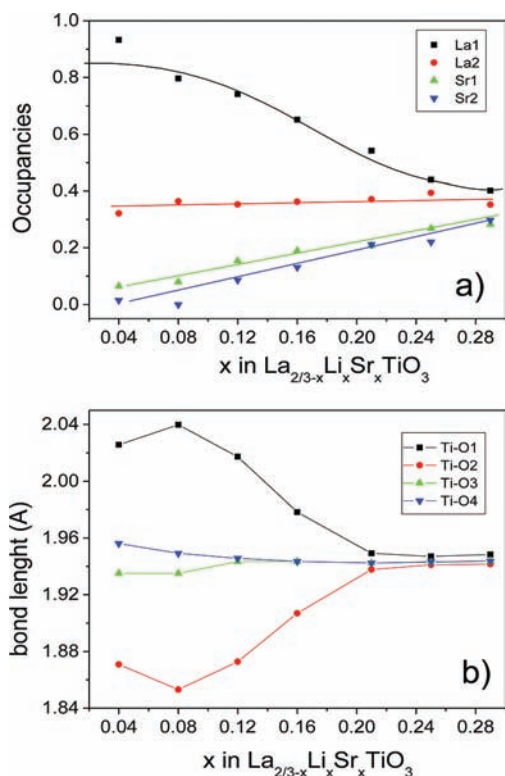 a)
La1
La2
Sr1
Sr2
Occupancies
1.0
0.8
0.6
0.4
0.2
0.0
0.04 0.08 0.12 0.16 0.20 0.24 0.28
x in La2/3-xLixSrxTiO3
b)
Ti-O1
Ti-O2
Ti-O3
Ti-O4
bond lenght (A)
2.04
2.00
1.96
1.92
1.88
1.84
0.04 0.08 0.12 0.16 0.20 0.24 0.28
x in La2/3-xLixSrxTiO3